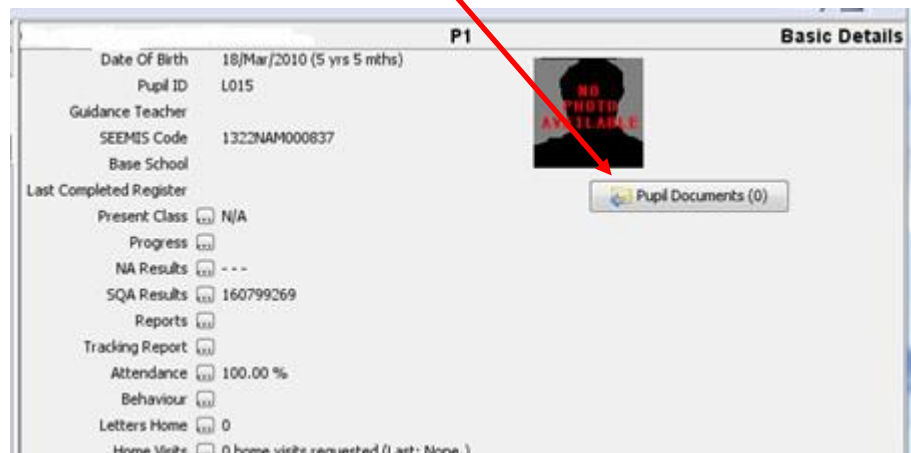 P1 Basic Details
Date Of Birth 18/Mar/2010 (5 yrs 5 mths)
Pupil ID L015
Guidance Teacher
SEEMIS Code 1322NAM000837
Base School
Last Completed Register
Present Class ... N/A
Progress ...
NA Results ... - - -
SQA Results ... 160799269
Reports ...
Tracking Report ...
Attendance ... 100.00 %
Behaviour ...
Letters Home ... 0
Home Visits ... 0 home visits requested (Last: None )
NO
PHOTO
AVAILABLE
Pupil Documents (0)